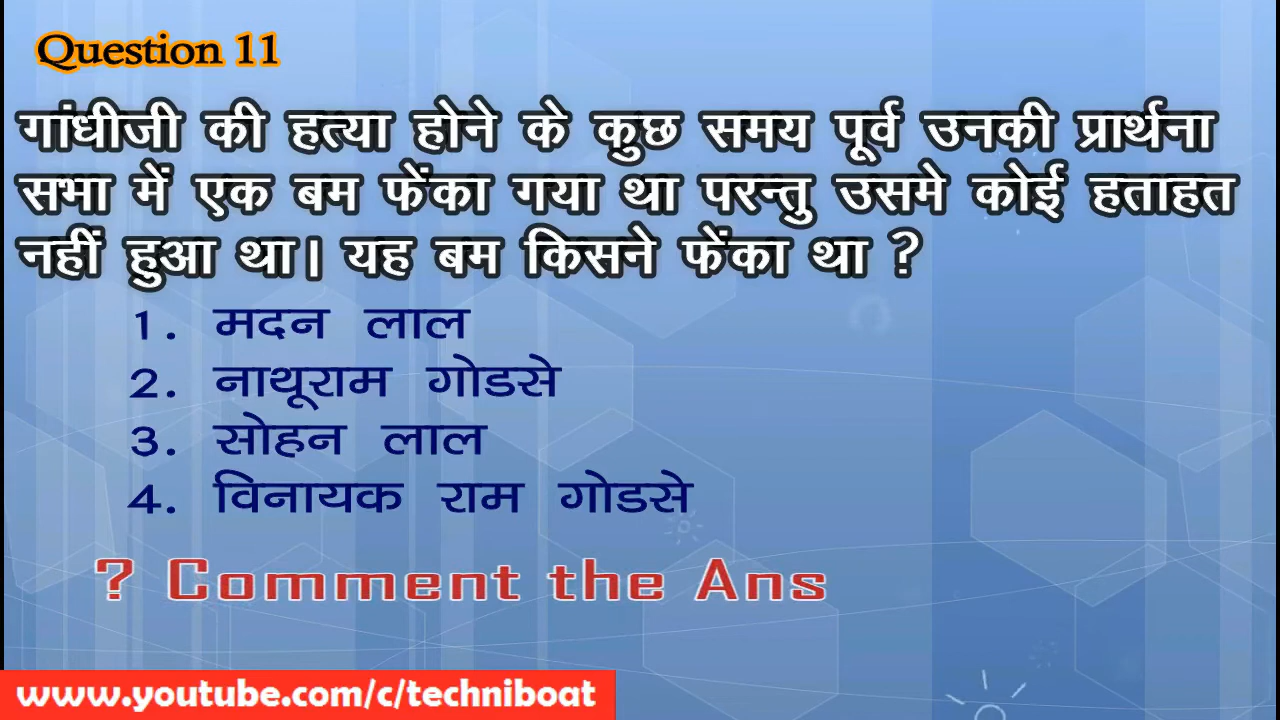 Question 11
गांधीजी की हत्या होने के कुछ समय पूर्व उनकी प्रार्थना
सभा में एक बम फेंका गया था परन्तु उसमे कोई हताहत
नहीं हुआ था। यह बम किसने फेंका था ?
1. मदन लाल
2. नाथूराम गोडसे
3. सोहन लाल
4. विनायक राम गोडसे
? Comment the Ans
www.youtube.com/c/techniboat